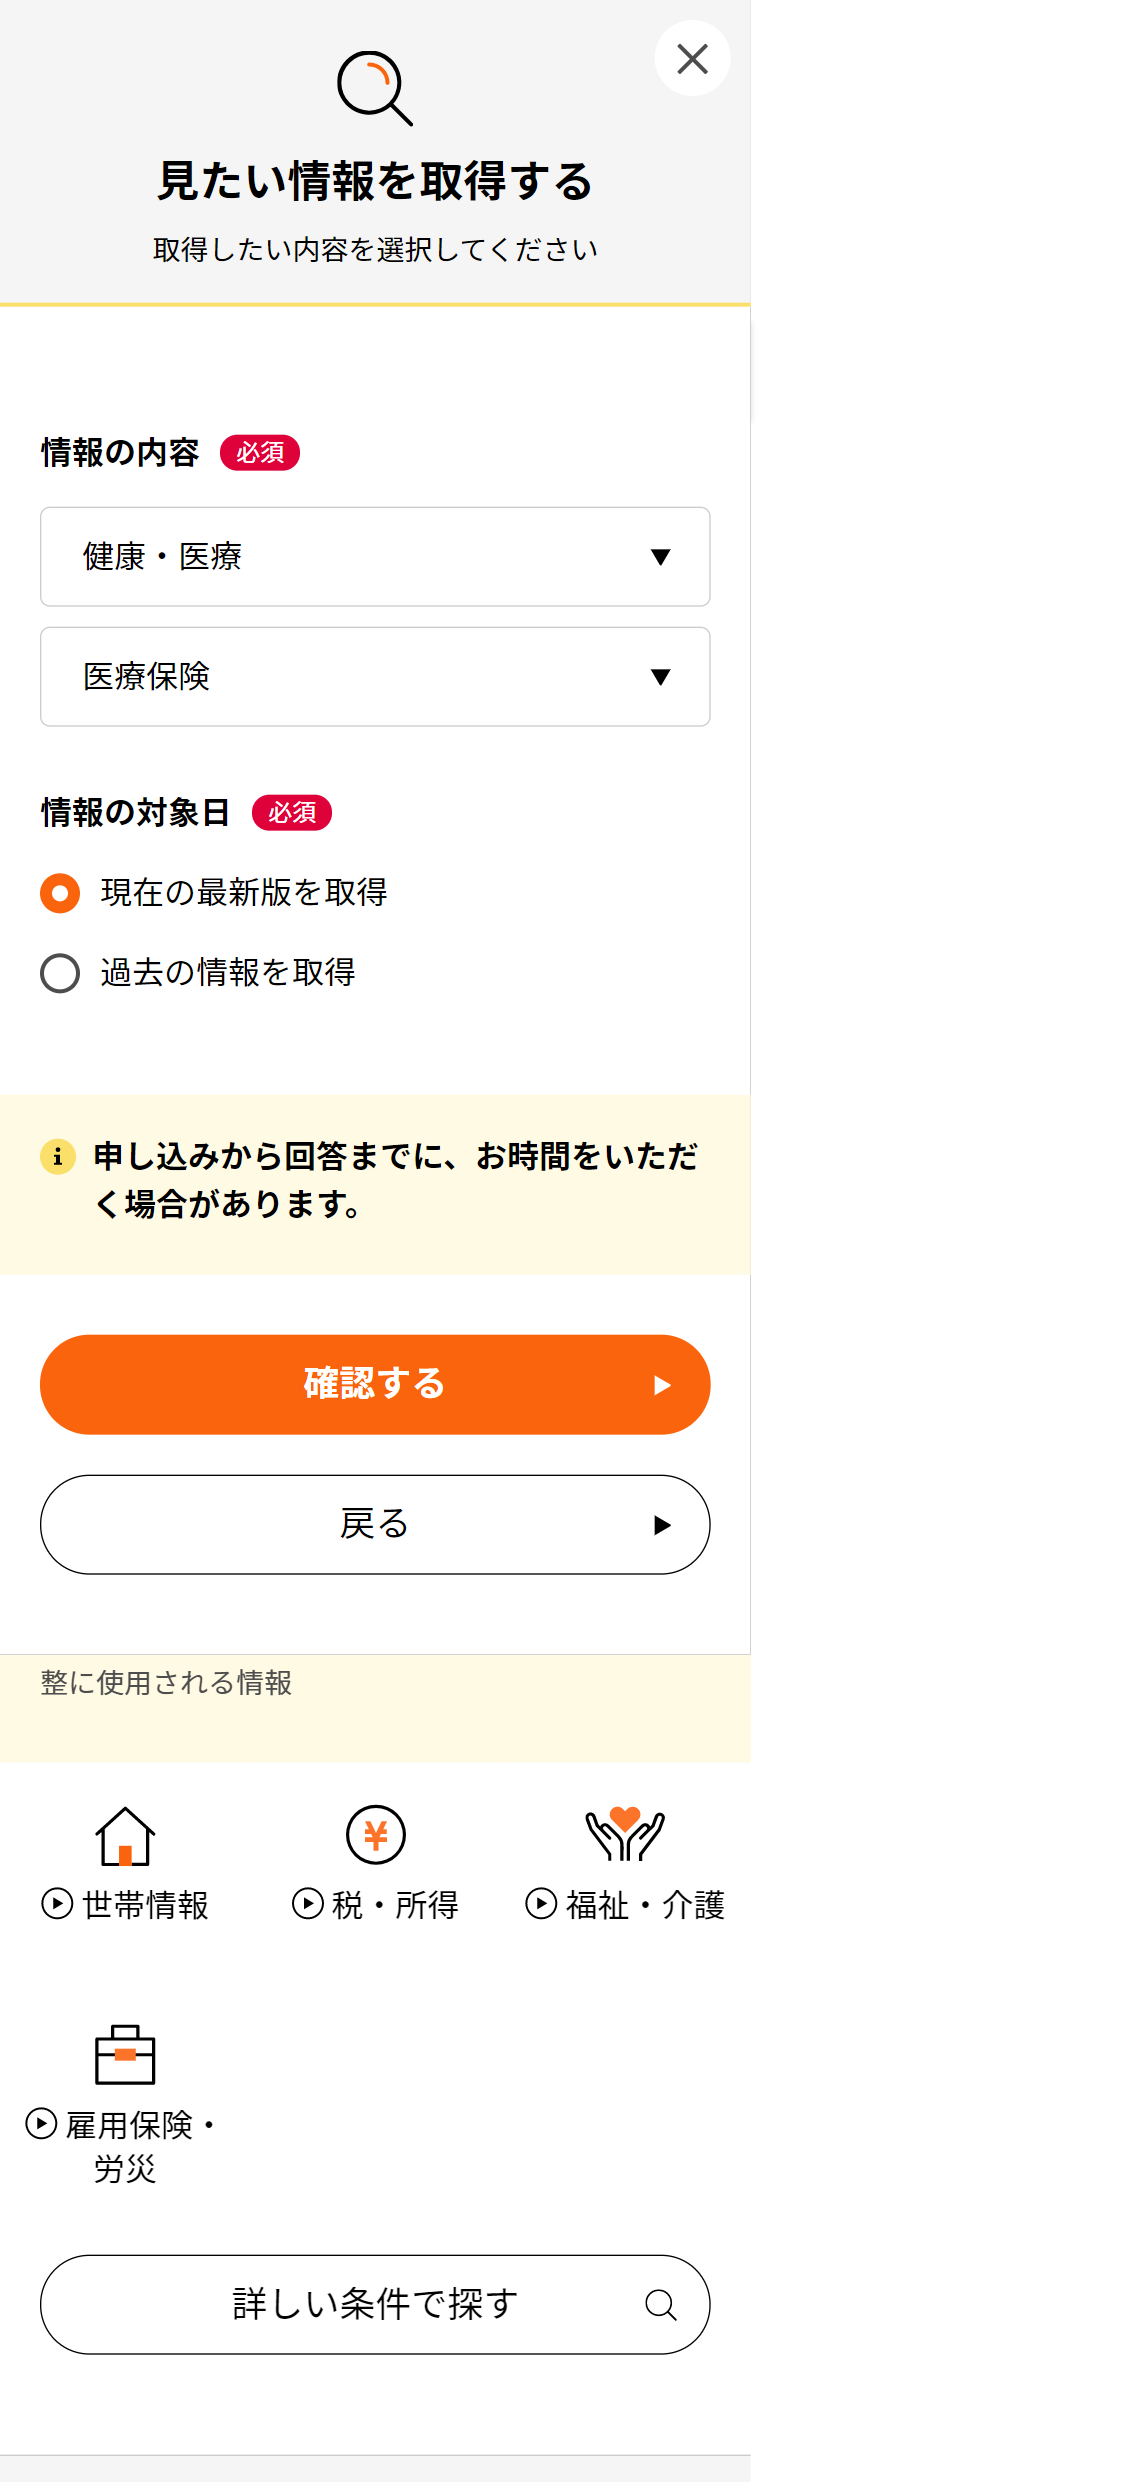 見たい情報を取得する
取得したい内容を選択してください
情報の内容 必須
健康・医療
医療保険
情報の対象日 必須
現在の最新版を取得
過去の情報を取得
申し込みから回答までに、お時間をいただ
く場合があります。
確認する
戻る
整に使用される情報
世帯情報
税・所得
福祉・介護
雇用保険・
労災
詳しい条件で探す